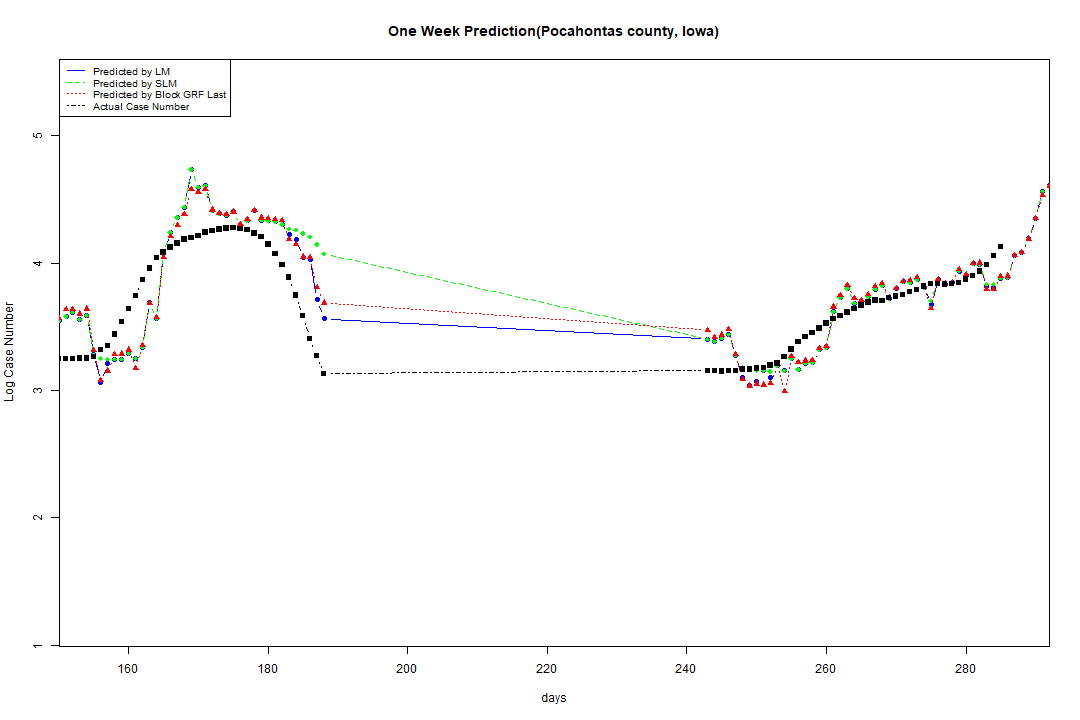 One Week Prediction(Pocahontas county, Iowa)
Predicted by LM
Predicted by SLM
Predicted by Block GRF Last
Actual Case Number
5
4
3
2
1
Log Case Number
160 180 200 220 240 260 280
days